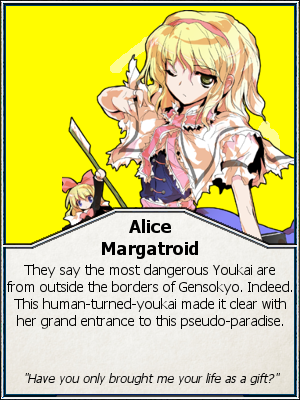 Alice
Margatroid
They say the most dangerous Youkai are
from outside the borders of Gensokyo. Indeed.
This human-turned-youkai made it clear with
her grand entrance to this pseudo-paradise.
"Have you only brought me your life as a gift?"